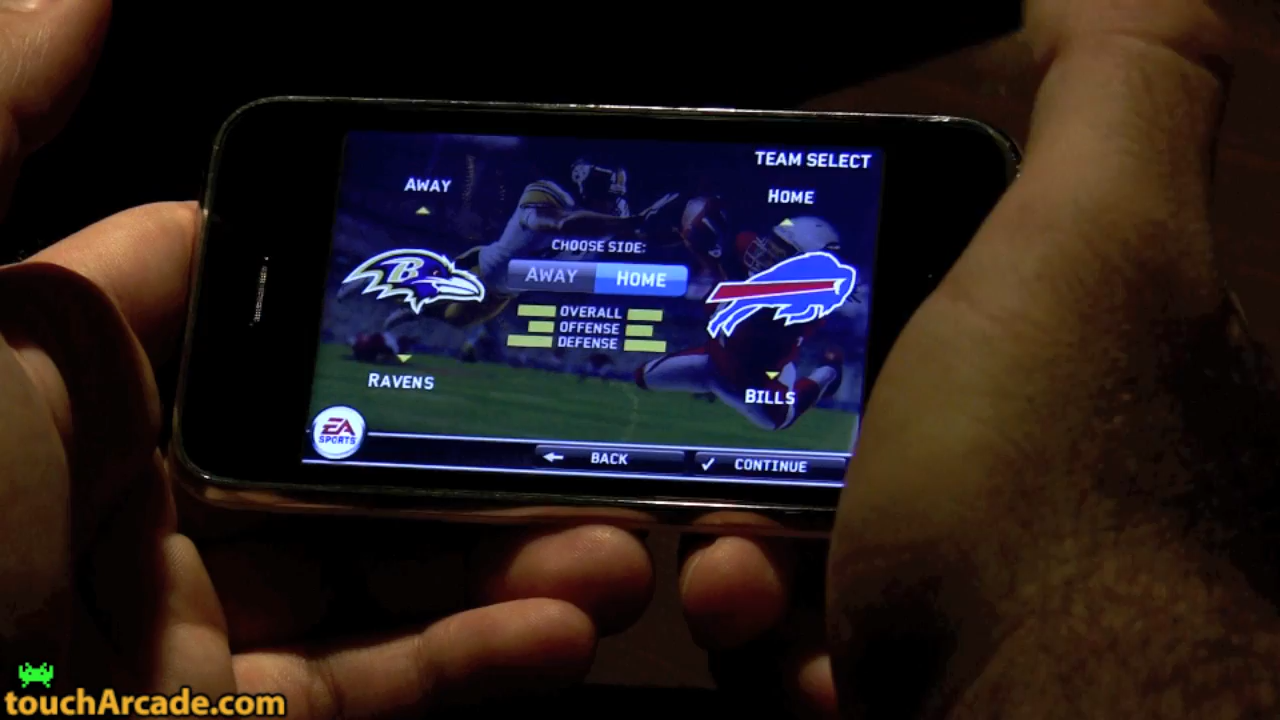 TEAM SELECT
AWAY
HOME
CHOOSE SIDE:
AWAY HOME
B
OVERALL
OFFENSE
DEFENSE
RAVENS
BILLS
EA
SPORTS
BACK
CONTINUE
touchArcade.com